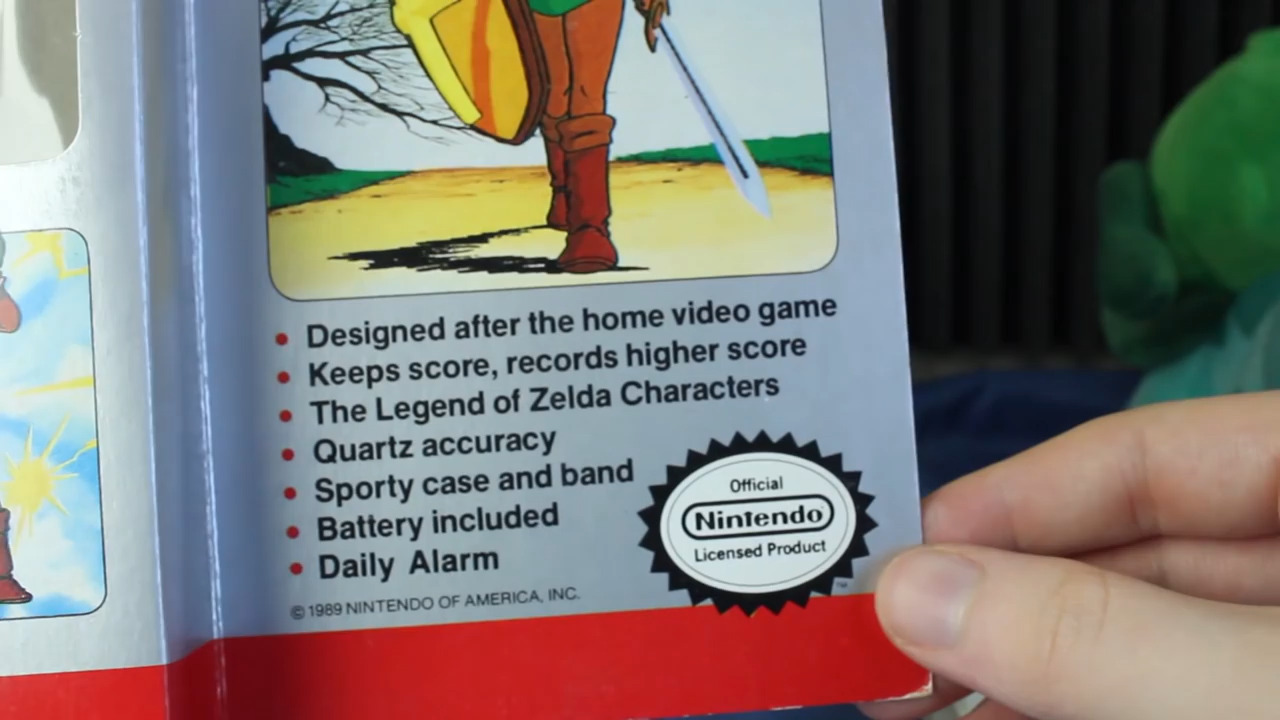 Designed after the home video game
Keeps score, records higher score
The Legend of Zelda Characters
Quartz accuracy
Sporty case and band
Battery included
Daily Alarm
© 1989 NINTENDO OF AMERICA, INC.
Official
Nintendo
Licensed Product
TM